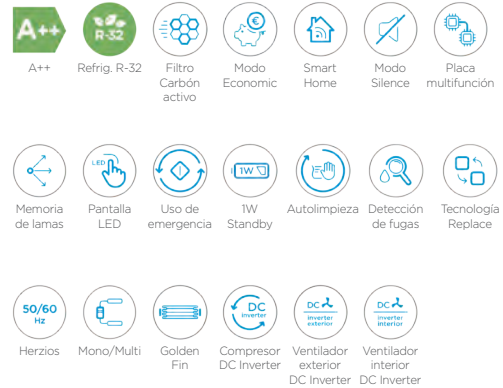 A++
R-32
A++
Refrig. R-32
Filtro
Carbón
activo
€
Modo
Economic
Smart
Home
Modo
Silence
Placa
multifunción
Memoria
de lamas
LED
Pantalla
LED
Uso de
emergencia
1W
1W
Standby
Autolimpieza
Detección
de fugas
Tecnología
Replace
50/60
Hz
Herzios
Mono/Multi
Golden
Fin
DC
inverter
Compresor
DC Inverter
DC
inverter
exterior
Ventilador
exterior
DC Inverter
DC
inverter
interior
Ventilador
interior
DC Inverter